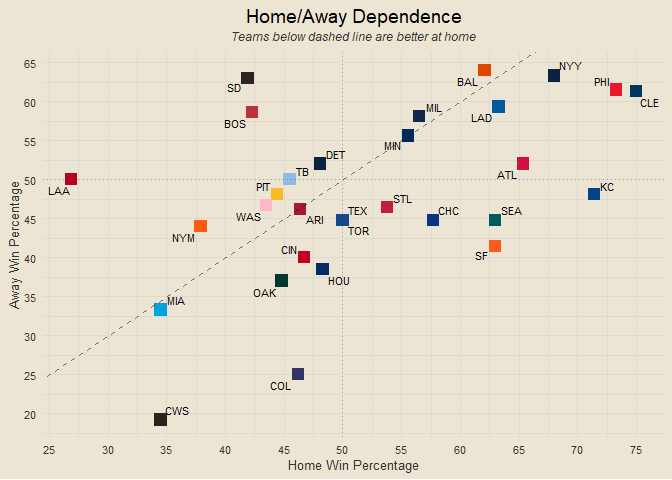 Home/Away Dependence
Teams below dashed line are better at home
Away Win Percentage
65
60
55
50
45
40
35
30
25
20
SD
BOS
LAA
BAL
NYY
PHI
CLE
LAD
MIL
MIN
DET
TB
ATL
KC
PIT
WAS
ARI
TEX
TOR
STL
CHC
SEA
SF
NYM
CIN
HOU
OAK
MIA
COL
CWS
25
30
35
40
45
50
55
60
65
70
75
Home Win Percentage